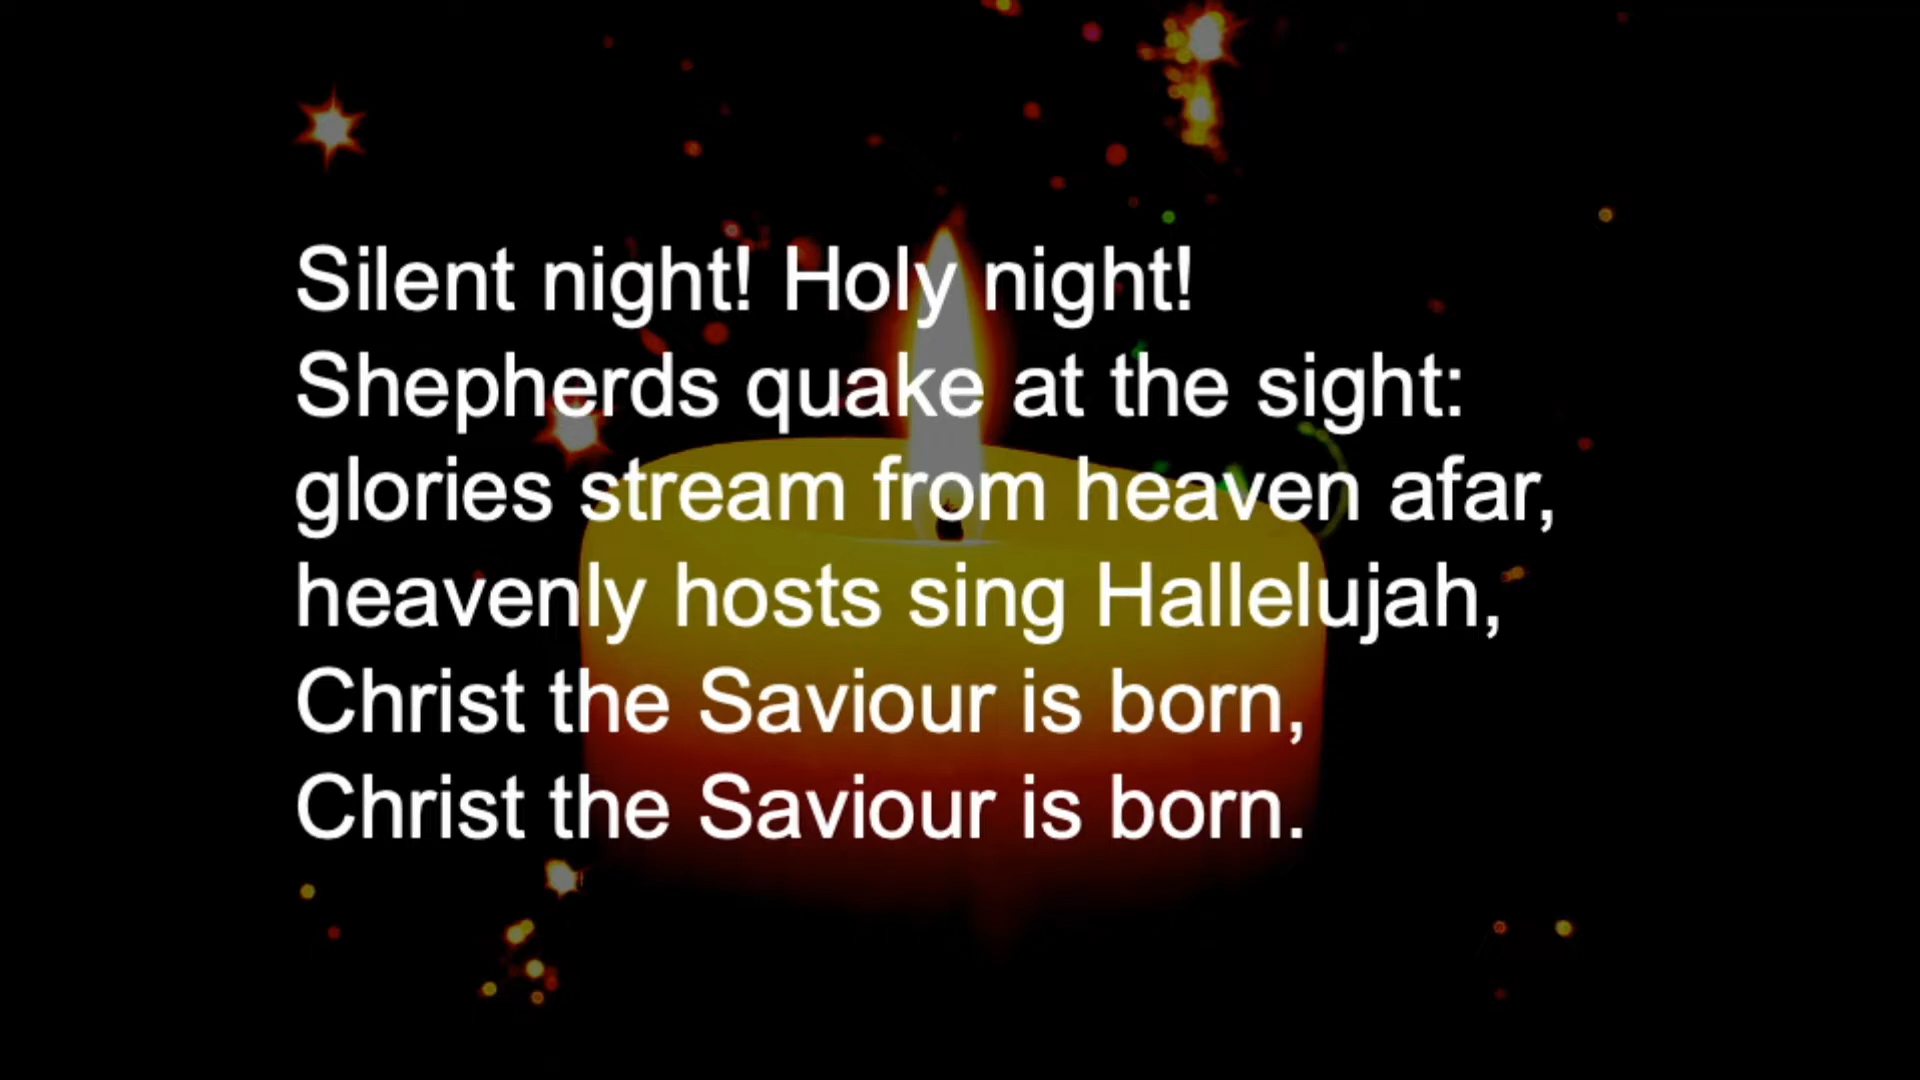 Silent night! Holy night!
Shepherds quake at the sight:
glories stream from heaven afar,
heavenly hosts sing Hallelujah,
Christ the Saviour is born,
Christ the Saviour is born.